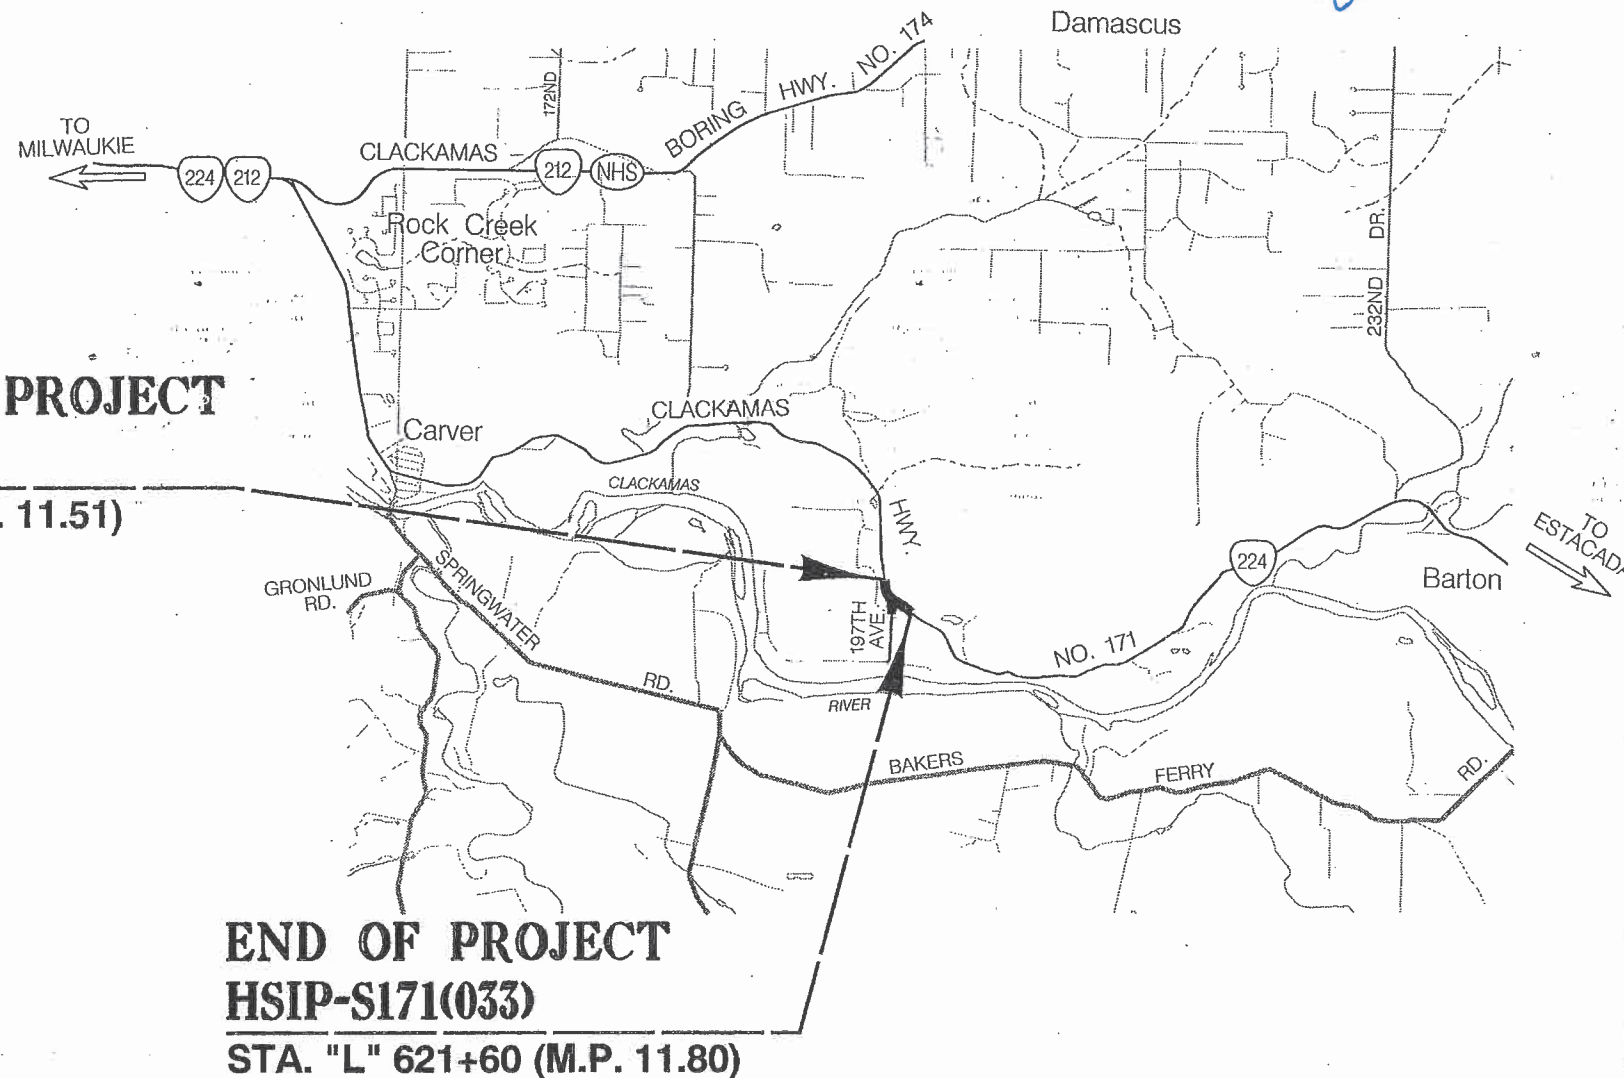 Damascus
BORING HWY. NO. 174
172ND
TO
MILWAUKIE
224
212
CLACKAMAS
212
NHS
Rock Creek
Corner
232ND DR.
PROJECT
. 11.51)
Carver
CLACKAMAS HWY. NO. 171
CLACKAMAS RIVER
224
TO
ESTACADA
Barton
GRONLUND
RD.
SPRINGWATER RD.
197TH
AVE.
BAKERS FERRY RD.
END OF PROJECT
HSIP-S171(033)
STA. "L" 621+60 (M.P. 11.80)